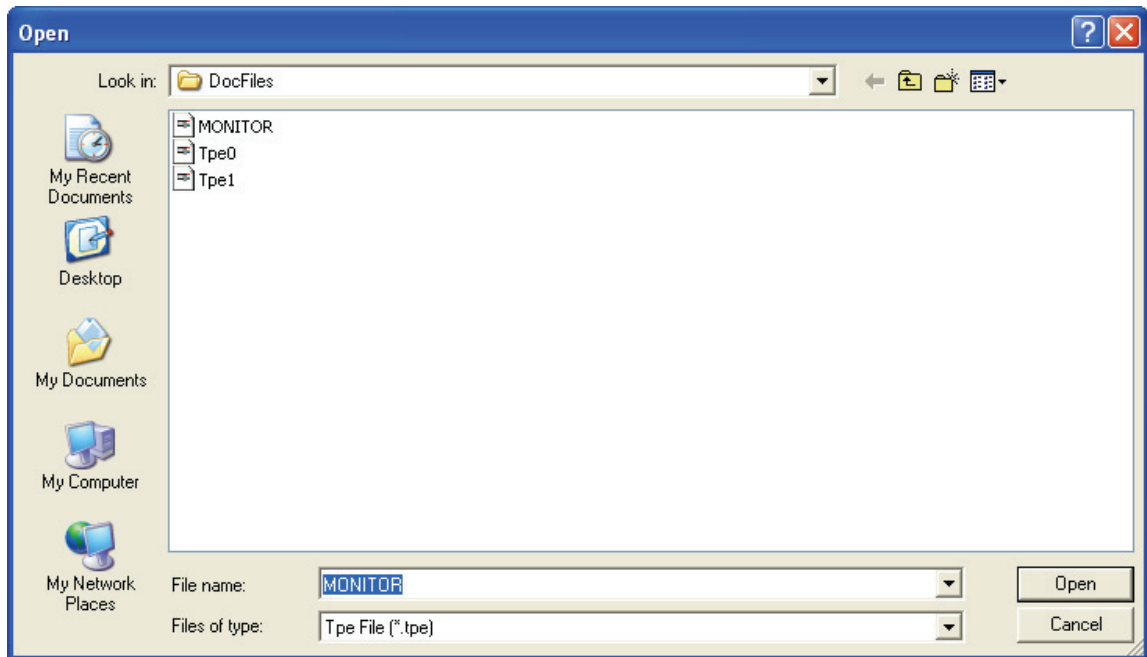 Open
Look in: DocFiles
MONITOR
Tpe0
Tpe1
My Recent
Documents
Desktop
My Documents
My Computer
My Network
Places
File name: MONITOR Open
Files of type: Tpe File (*.tpe) Cancel